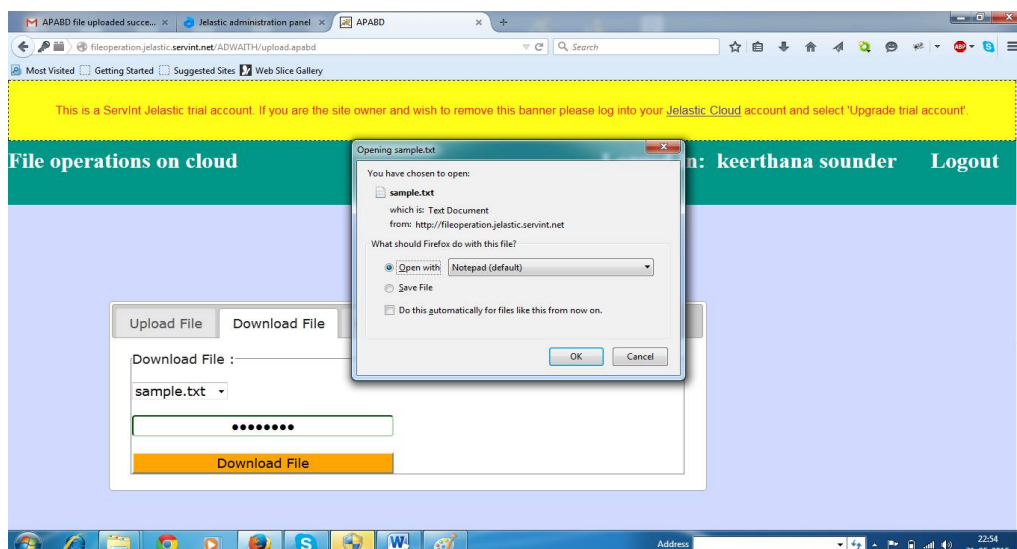 APABD file uploaded succe... × Jelastic administration panel × APABD × +
fileoperation.jelastic.servint.net/ADWAITH/upload.apabd Search
Most Visited Getting Started Suggested Sites Web Slice Gallery
This is a ServInt Jelastic trial account. If you are the site owner and wish to remove this banner please log into your Jelastic Cloud account and select 'Upgrade trial account'.
File operations on cloud n: keerthana sounder Logout
Opening sample.txt
You have chosen to open:
sample.txt
which is: Text Document
from: http://fileoperation.jelastic.servint.net
What should Firefox do with this file?
Open with Notepad (default)
Save File
Do this automatically for files like this from now on.
OK Cancel
Upload File Download File
Download File :
sample.txt
••••••••
Download File
Address 22:54